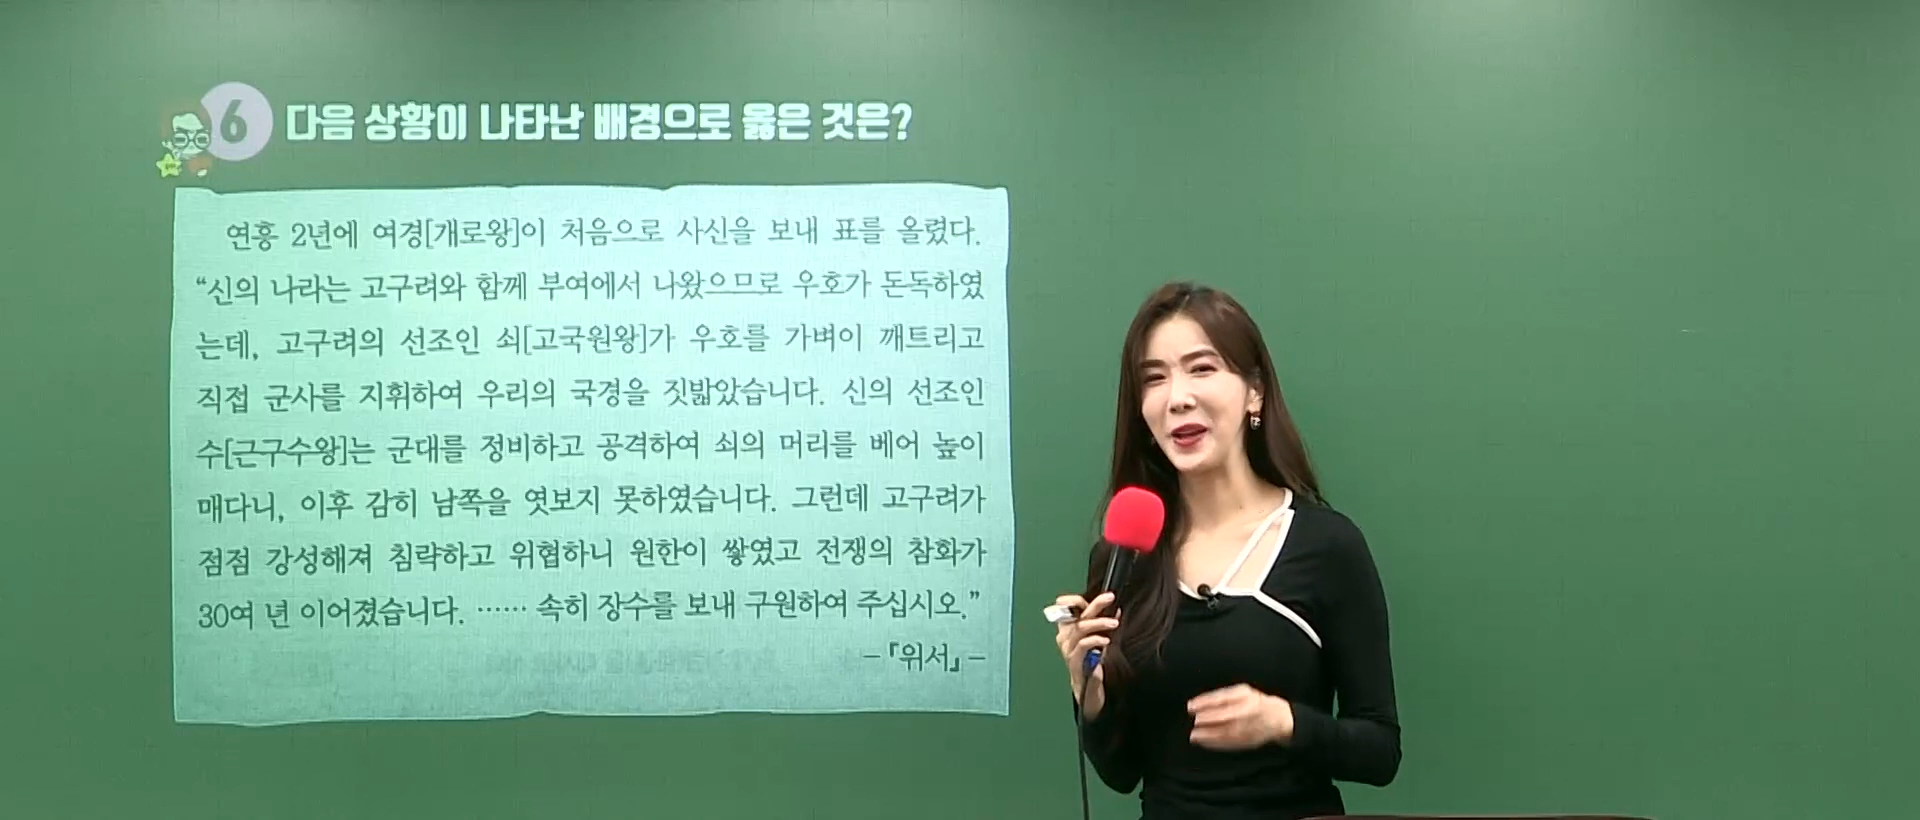 6 다음 상황이 나타난 배경으로 옳은 것은?
연흥 2년에 여경[개로왕]이 처음으로 사신을 보내 표를 올렸다.
“신의 나라는 고구려와 함께 부여에서 나왔으므로 우호가 돈독하였
는데, 고구려의 선조인 쇠[고국원왕]가 우호를 가벼이 깨트리고
직접 군사를 지휘하여 우리의 국경을 짓밟았습니다. 신의 선조인
수[근구수왕]는 군대를 정비하고 공격하여 쇠의 머리를 베어 높이
매다니, 이후 감히 남쪽을 엿보지 못하였습니다. 그런데 고구려가
점점 강성해져 침략하고 위협하니 원한이 쌓였고 전쟁의 참화가
30여 년 이어졌습니다. …… 속히 장수를 보내 구원하여 주십시오.”
–『위서』–